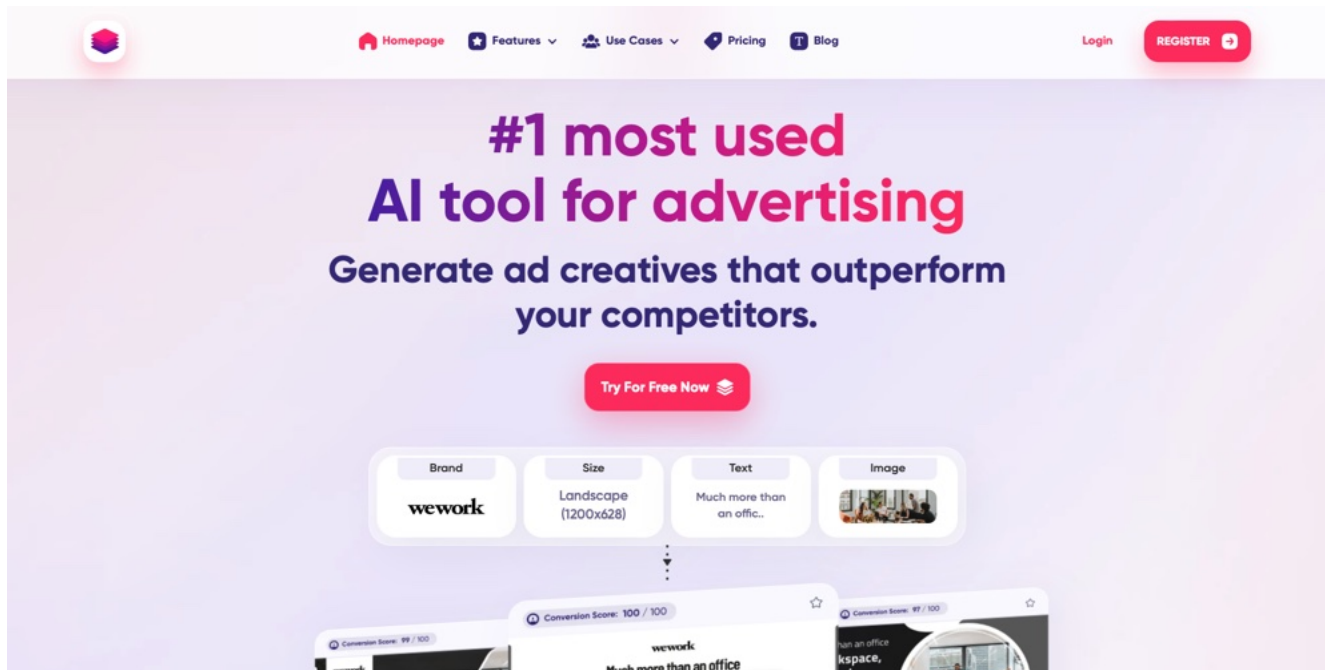 Homepage
Features
Use Cases
Pricing
Blog
Login
REGISTER
#1 most used
AI tool for advertising
Generate ad creatives that outperform
your competitors.
Try For Free Now
Brand
wework
Size
Landscape
(1200x628)
Text
Much more than
an offic..
Image
Conversion Score: 99 / 100
Conversion Score: 100 / 100
wework
Much more than an office
Conversion Score: 97 / 100
than an office
kspace,